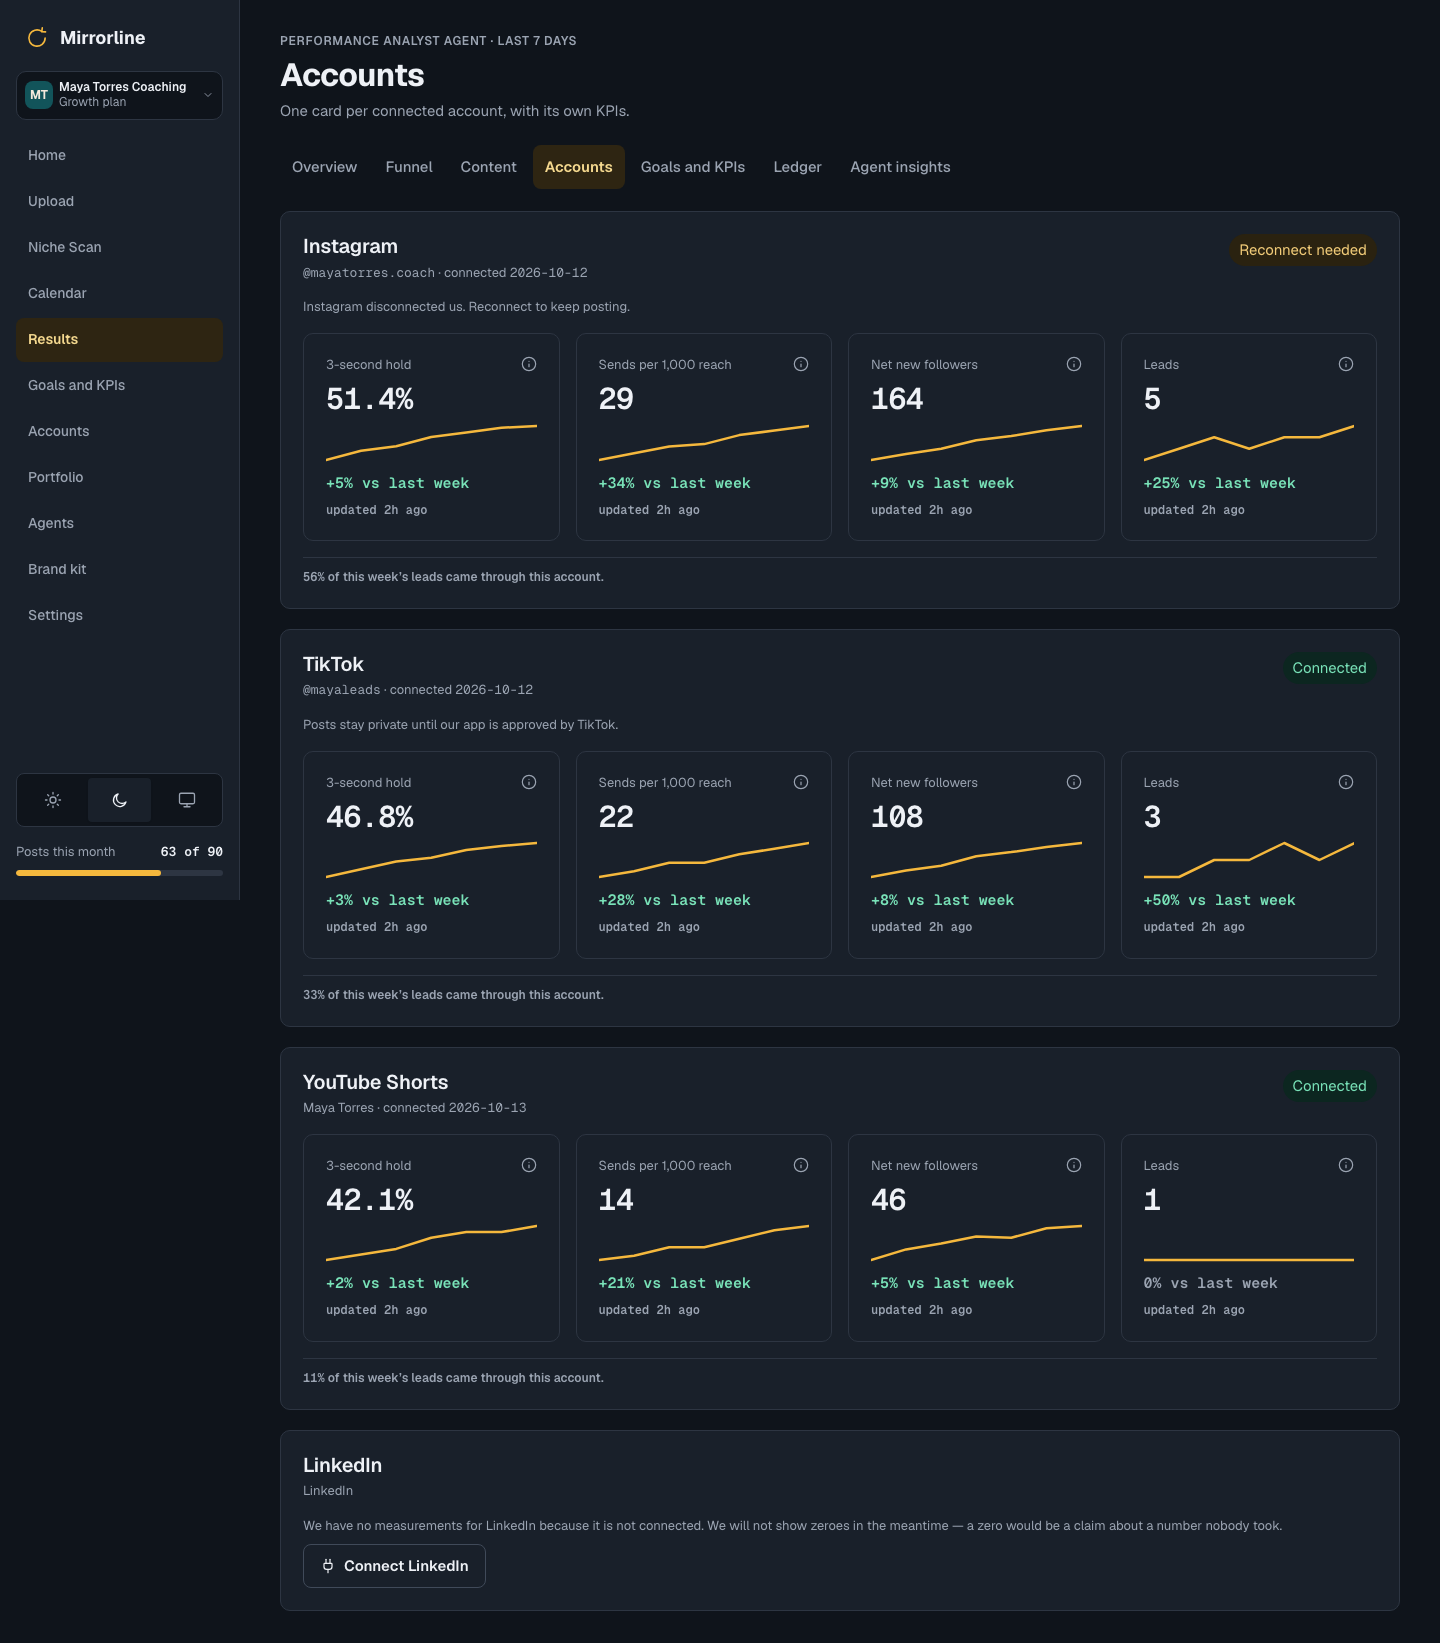 Mirrorline
MT
Maya Torres Coaching
Growth plan
Home
Upload
Niche Scan
Calendar
Results
Goals and KPIs
Accounts
Portfolio
Agents
Brand kit
Settings
Posts this month 63 of 90
PERFORMANCE ANALYST AGENT · LAST 7 DAYS
Accounts
One card per connected account, with its own KPIs.
Overview Funnel Content Accounts Goals and KPIs Ledger Agent insights
Instagram
Reconnect needed
@mayatorres.coach · connected 2026-10-12
Instagram disconnected us. Reconnect to keep posting.
3-second hold
51.4%
+5% vs last week
updated 2h ago
Sends per 1,000 reach
29
+34% vs last week
updated 2h ago
Net new followers
164
+9% vs last week
updated 2h ago
Leads
5
+25% vs last week
updated 2h ago
56% of this week's leads came through this account.
TikTok
Connected
@mayaleads · connected 2026-10-12
Posts stay private until our app is approved by TikTok.
3-second hold
46.8%
+3% vs last week
updated 2h ago
Sends per 1,000 reach
22
+28% vs last week
updated 2h ago
Net new followers
108
+8% vs last week
updated 2h ago
Leads
3
+50% vs last week
updated 2h ago
33% of this week's leads came through this account.
YouTube Shorts
Connected
Maya Torres · connected 2026-10-13
3-second hold
42.1%
+2% vs last week
updated 2h ago
Sends per 1,000 reach
14
+21% vs last week
updated 2h ago
Net new followers
46
+5% vs last week
updated 2h ago
Leads
1
0% vs last week
updated 2h ago
11% of this week's leads came through this account.
LinkedIn
LinkedIn
We have no measurements for LinkedIn because it is not connected. We will not show zeroes in the meantime — a zero would be a claim about a number nobody took.
Connect LinkedIn